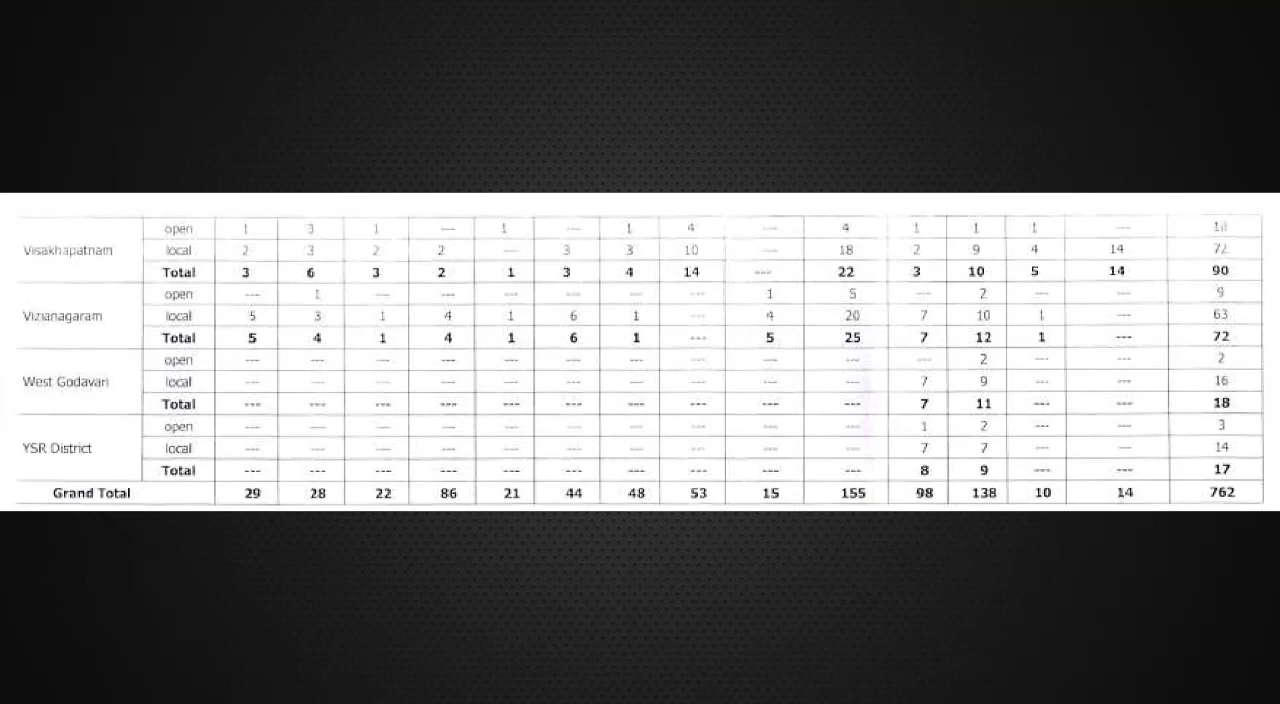 open 1 3 1 --- 1 --- 1 4 --- 4 1 1 1 --- 18
Visakhapatnam local 2 3 2 2 --- 3 3 10 --- 18 2 9 4 14 72
Total 3 6 3 2 1 3 4 14 --- 22 3 10 5 14 90
open --- 1 --- --- --- --- --- --- 1 5 --- 2 --- --- 9
Vizianagaram local 5 3 1 4 1 6 1 --- 4 20 7 10 1 --- 63
Total 5 4 1 4 1 6 1 --- 5 25 7 12 1 --- 72
open --- --- --- --- --- --- --- --- --- --- --- 2 --- --- 2
West Godavari local --- --- --- --- --- --- --- --- --- --- 7 9 --- --- 16
Total --- --- --- --- --- --- --- --- --- --- 7 11 --- --- 18
open --- --- --- --- --- --- --- --- --- --- 1 2 --- --- 3
YSR District local --- --- --- --- --- --- --- --- --- --- 7 7 --- --- 14
Total --- --- --- --- --- --- --- --- --- --- 8 9 --- --- 17
Grand Total 29 28 22 86 21 44 48 53 15 155 98 138 10 14 762